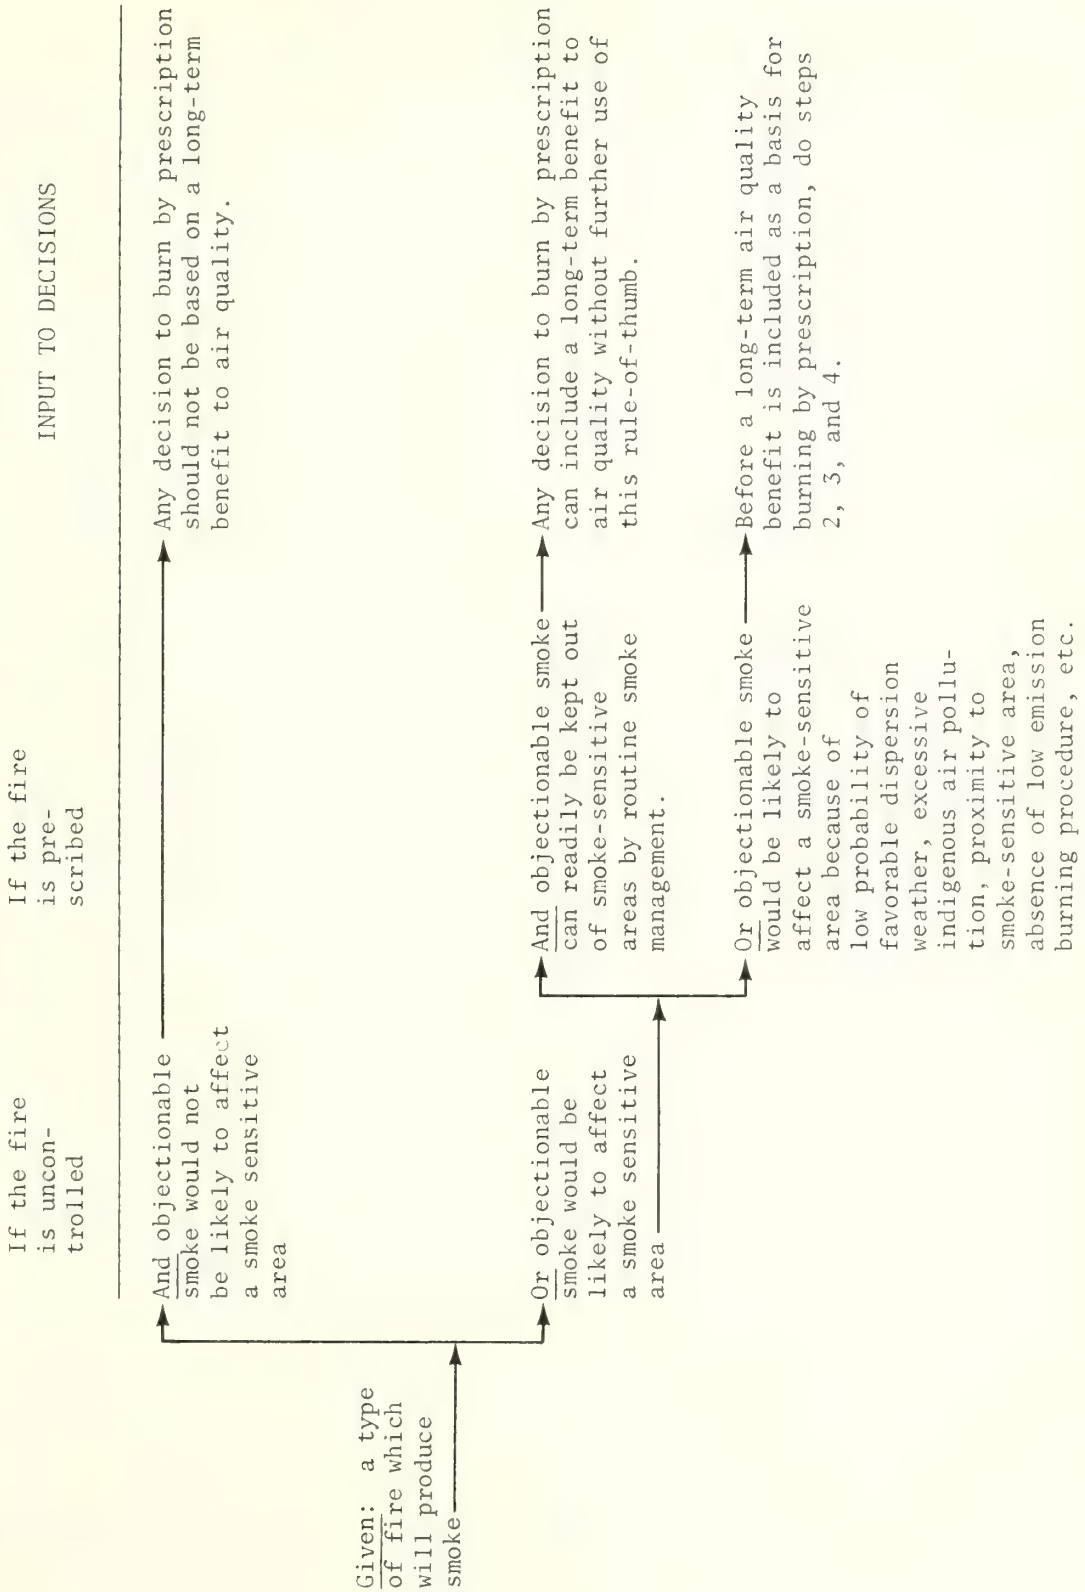 If the fire
is uncon-
trolled
If the fire
is pre-
scribed
INPUT TO DECISIONS
Given: a type
of fire which
will produce
smoke
And objectionable
smoke would not
be likely to affect
a smoke sensitive
area
Any decision to burn by prescription
should not be based on a long-term
benefit to air quality.
Or objectionable
smoke would be
likely to affect
a smoke sensitive
area
And objectionable smoke
can readily be kept out
of smoke-sensitive
areas by routine smoke
management.
Any decision to burn by prescription
can include a long-term benefit to
air quality without further use of
this rule-of-thumb.
Or objectionable smoke
would be likely to
affect a smoke-sensitive
area because of
low probability of
favorable dispersion
weather, excessive
indigenous air pollu-
tion, proximity to
smoke-sensitive area,
absence of low emission
burning procedure, etc.
Before a long-term air quality
benefit is included as a basis for
burning by prescription, do steps
2, 3, and 4.